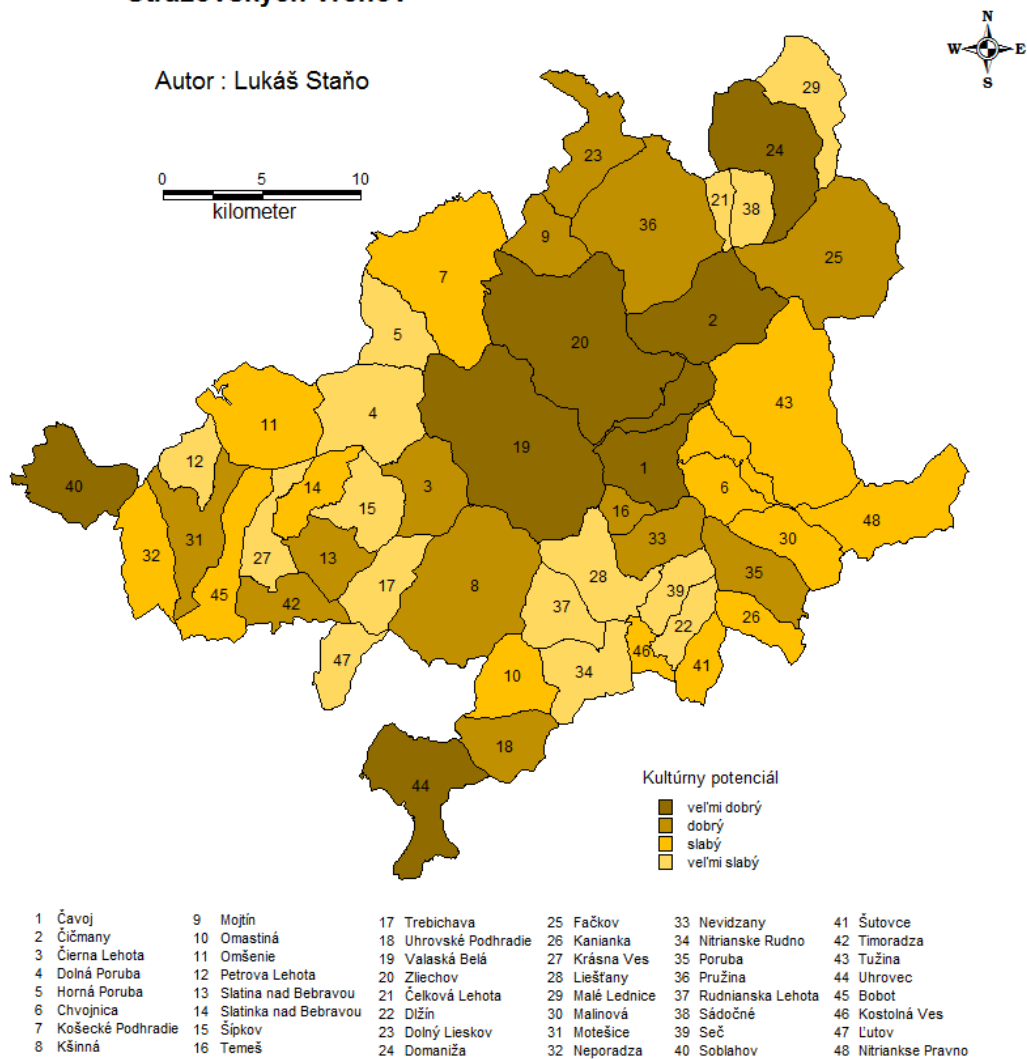 N
W E
S
Autor : Lukáš Staňo
0 5 10
kilometer
29
24
23
21 38
36
9
25
7
2
5
20
43
4
11
19
12
1
40
3
14
6
15
16
48
32
31
33
30
13
27
28
35
17
8
45
42
39
37
22
26
46
47
10
34
41
18
44
Kultúrny potenciál
veľmi dobrý
dobrý
slabý
veľmi slabý
1 Čavoj
2 Čičmany
3 Čierna Lehota
4 Dolná Poruba
5 Horná Poruba
6 Chvojnica
7 Košecké Podhradie
8 Kšinná
9 Mojtín
10 Omastiná
11 Omšenie
12 Petrova Lehota
13 Slatina nad Bebravou
14 Slatinka nad Bebravou
15 Šípkov
16 Temeš
17 Trebichava
18 Uhrovské Podhradie
19 Valaská Belá
20 Zliechov
21 Čelková Lehota
22 Dlžín
23 Dolný Lieskov
24 Domaniža
25 Fačkov
26 Kanianka
27 Krásna Ves
28 Liešťany
29 Malé Lednice
30 Malinová
31 Motešice
32 Neporadza
33 Nevidzany
34 Nitrianske Rudno
35 Poruba
36 Pružina
37 Rudnianska Lehota
38 Sádočné
39 Seč
40 Soblahov
41 Šutovce
42 Timoradza
43 Tužina
44 Uhrovec
45 Bobot
46 Kostolná Ves
47 Ľutov
48 Nitriankse Pravno